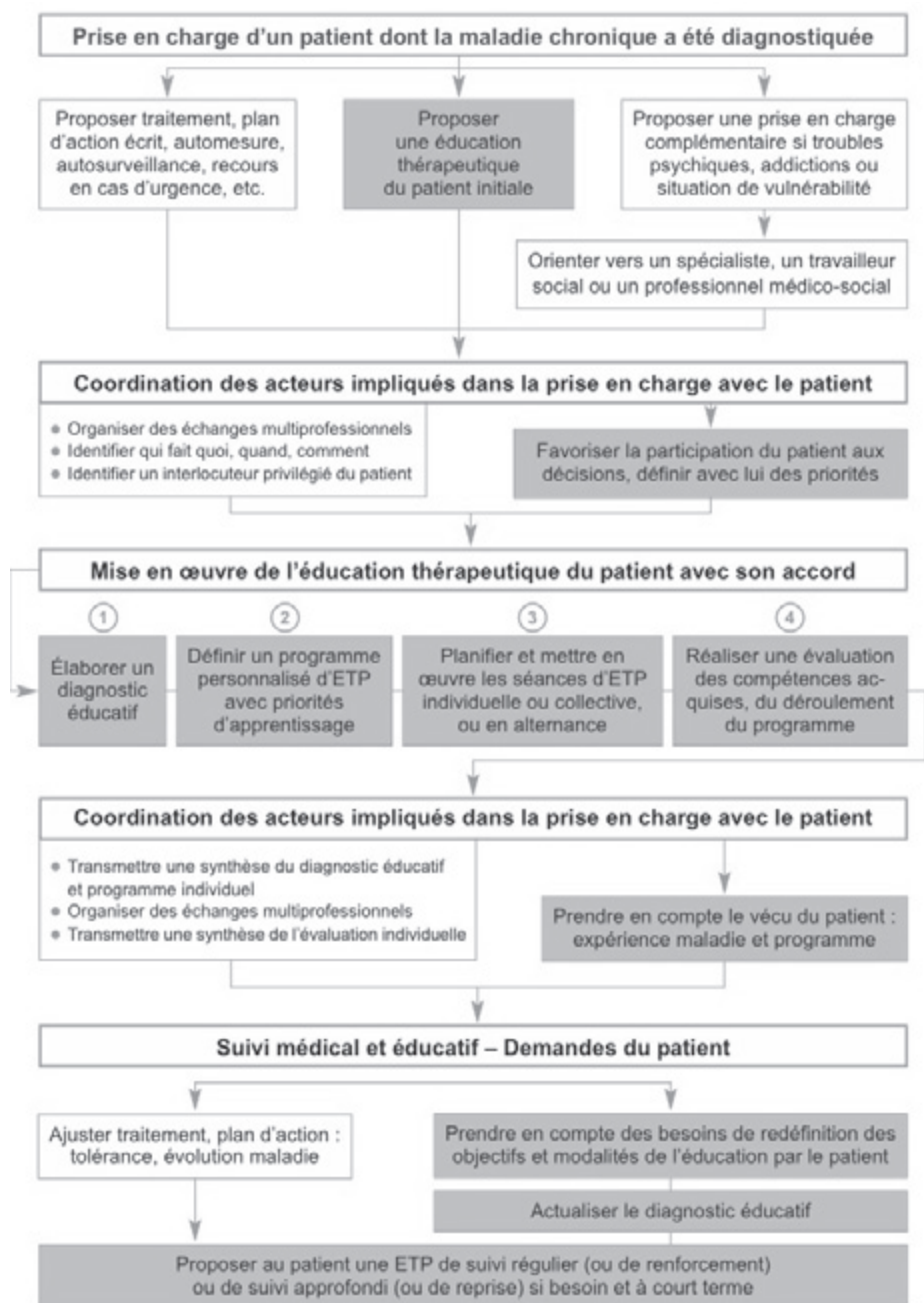 Prise en charge d'un patient dont la maladie chronique a été diagnostiquée
Proposer traitement, plan
d'action écrit, automesure,
autosurveillance, recours
en cas d'urgence, etc.
Proposer
une éducation
thérapeutique
du patient initiale
Proposer une prise en charge
complémentaire si troubles
psychiques, addictions ou
situation de vulnérabilité
Orienter vers un spécialiste, un travailleur
social ou un professionnel médico-social
Coordination des acteurs impliqués dans la prise en charge avec le patient
• Organiser des échanges multiprofessionnels
• Identifier qui fait quoi, quand, comment
• Identifier un interlocuteur privilégié du patient
Favoriser la participation du patient aux
décisions, définir avec lui des priorités
Mise en œuvre de l'éducation thérapeutique du patient avec son accord
1
Élaborer un
diagnostic
éducatif
2
Définir un programme
personnalisé d'ETP
avec priorités
d'apprentissage
3
Planifier et mettre en
œuvre les séances d'ETP
individuelle ou collective,
ou en alternance
4
Réaliser une évaluation
des compétences ac-
quises, du déroulement
du programme
Coordination des acteurs impliqués dans la prise en charge avec le patient
• Transmettre une synthèse du diagnostic éducatif
et programme individuel
• Organiser des échanges multiprofessionnels
• Transmettre une synthèse de l'évaluation individuelle
Prendre en compte le vécu du patient :
expérience maladie et programme
Suivi médical et éducatif – Demandes du patient
Ajuster traitement, plan d'action :
tolérance, évolution maladie
Prendre en compte des besoins de redéfinition des
objectifs et modalités de l'éducation par le patient
Actualiser le diagnostic éducatif
Proposer au patient une ETP de suivi régulier (ou de renforcement)
ou de suivi approfondi (ou de reprise) si besoin et à court terme